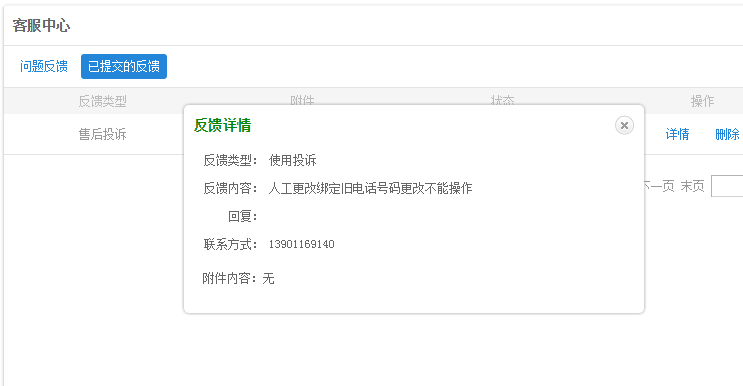 客服中心
问题反馈 已提交的反馈
反馈类型 附件 状态 操作
售后投诉 详情 删除
反馈详情
反馈类型： 使用投诉
反馈内容： 人工更改绑定旧电话号码更改不能操作
回复：
联系方式： 13901169140
附件内容：无
下一页 末页